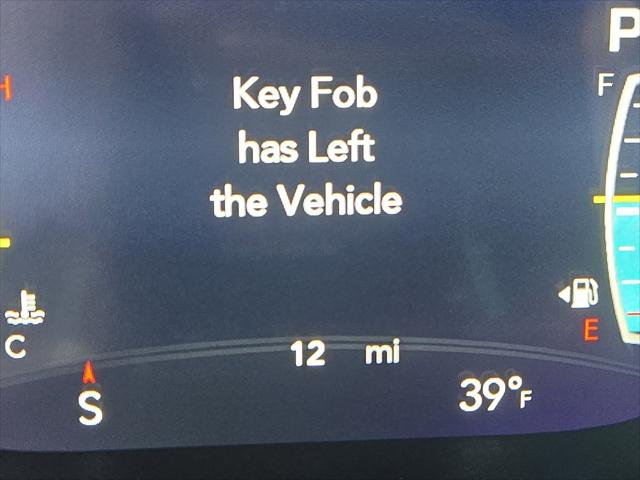 P
H
F
Key Fob
has Left
the Vehicle
E
C
12 mi
S
39°F